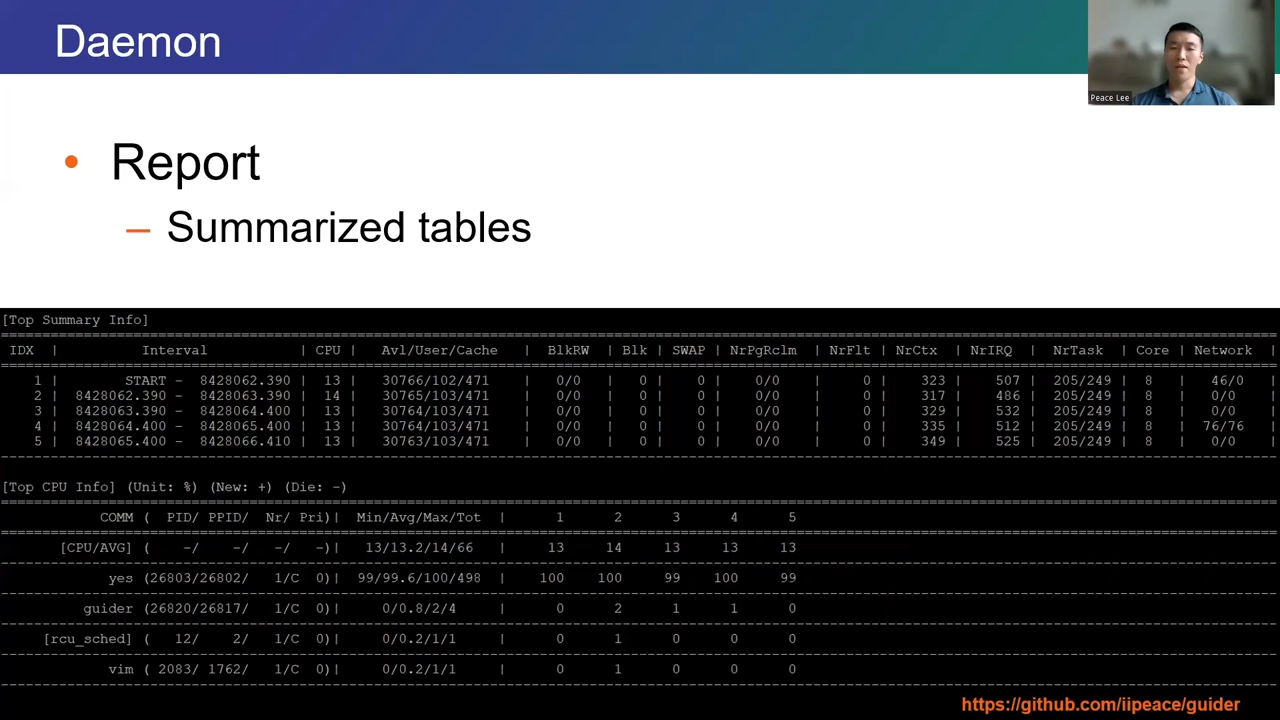 Daemon
Peace Lee
• Report
– Summarized tables
[Top Summary Info]
IDX | Interval | CPU | Avl/User/Cache | BlkRW | Blk | SWAP | NrPgRclm | NrFlt | NrCtx | NrIRQ | NrTask | Core | Network |
1 | START - 8428062.390 | 13 | 30766/102/471 | 0/0 | 0 | 0 | 0/0 | 0 | 323 | 507 | 205/249 | 8 | 46/0 |
2 | 8428062.390 - 8428063.390 | 14 | 30765/103/471 | 0/0 | 0 | 0 | 0/0 | 0 | 317 | 486 | 205/249 | 8 | 0/0 |
3 | 8428063.390 - 8428064.400 | 13 | 30764/103/471 | 0/0 | 0 | 0 | 0/0 | 0 | 329 | 532 | 205/249 | 8 | 0/0 |
4 | 8428064.400 - 8428065.400 | 13 | 30764/103/471 | 0/0 | 0 | 0 | 0/0 | 0 | 335 | 512 | 205/249 | 8 | 76/76 |
5 | 8428065.400 - 8428066.410 | 13 | 30763/103/471 | 0/0 | 0 | 0 | 0/0 | 0 | 349 | 525 | 205/249 | 8 | 0/0 |
[Top CPU Info] (Unit: %) (New: +) (Die: -)
COMM ( PID/ PPID/ Nr/ Pri)| Min/Avg/Max/Tot | 1 2 3 4 5
[CPU/AVG] ( -/ -/ -/ -)| 13/13.2/14/66 | 13 14 13 13 13
yes (26803/26802/ 1/C 0)| 99/99.6/100/498 | 100 100 99 100 99
guider (26820/26817/ 1/C 0)| 0/0.8/2/4 | 0 2 1 1 0
[rcu_sched] ( 12/ 2/ 1/C 0)| 0/0.2/1/1 | 0 1 0 0 0
vim ( 2083/ 1762/ 1/C 0)| 0/0.2/1/1 | 0 1 0 0 0
https://github.com/iipeace/guider